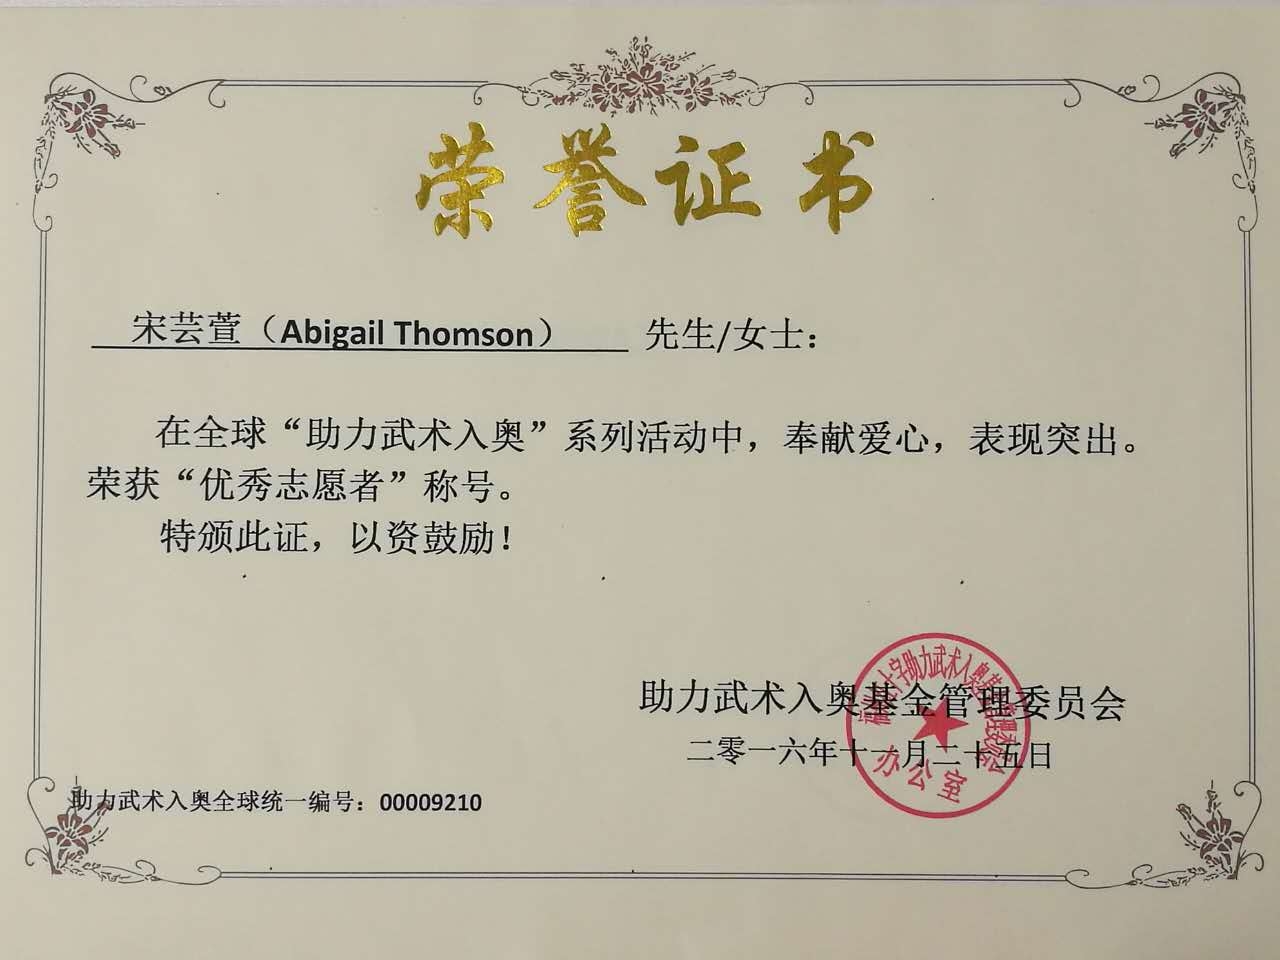 荣誉证书
宋芸萱（Abigail Thomson） 先生/女士：
在全球“助力武术入奥”系列活动中，奉献爱心，表现突出。
荣获“优秀志愿者”称号。
特颁此证，以资鼓励！
助力武术入奥基金管理委员会
二零一六年十一月二十五日
办公室
助力武术入奥全球统一编号：00009210